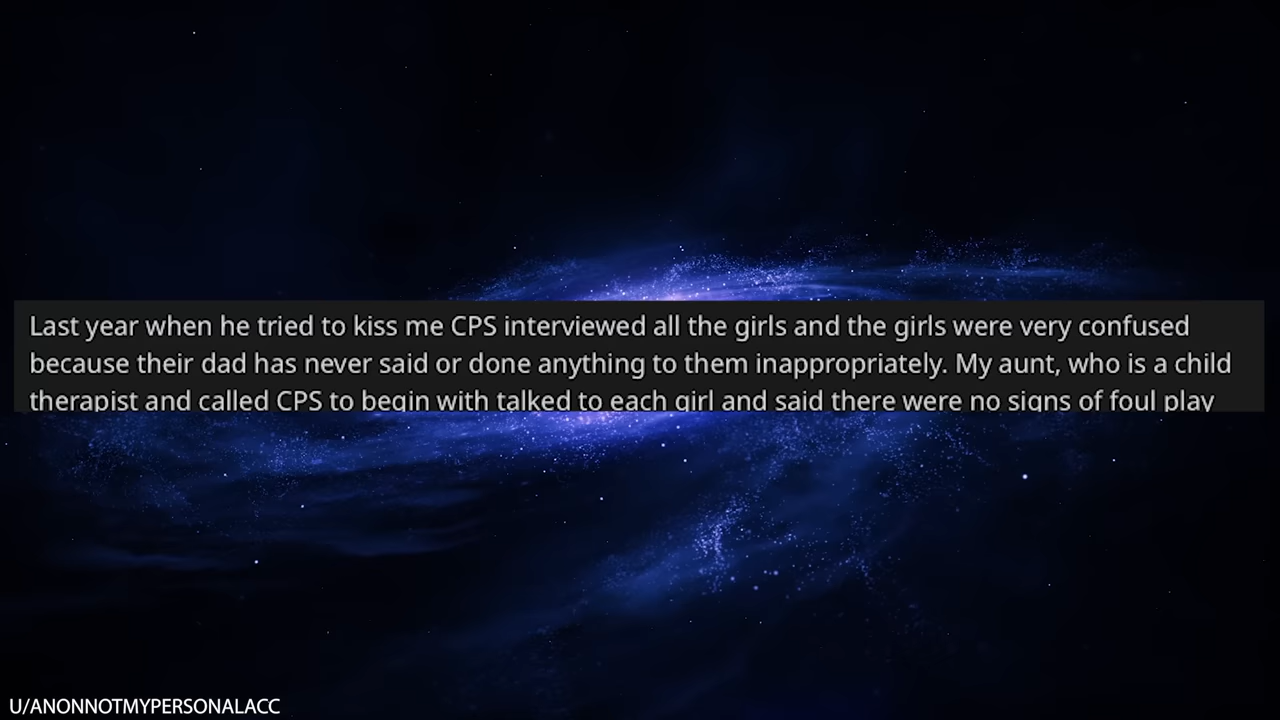 Last year when he tried to kiss me CPS interviewed all the girls and the girls were very confused
because their dad has never said or done anything to them inappropriately. My aunt, who is a child
therapist and called CPS to begin with talked to each girl and said there were no signs of foul play
U/ANONNOTMYPERSONALACC